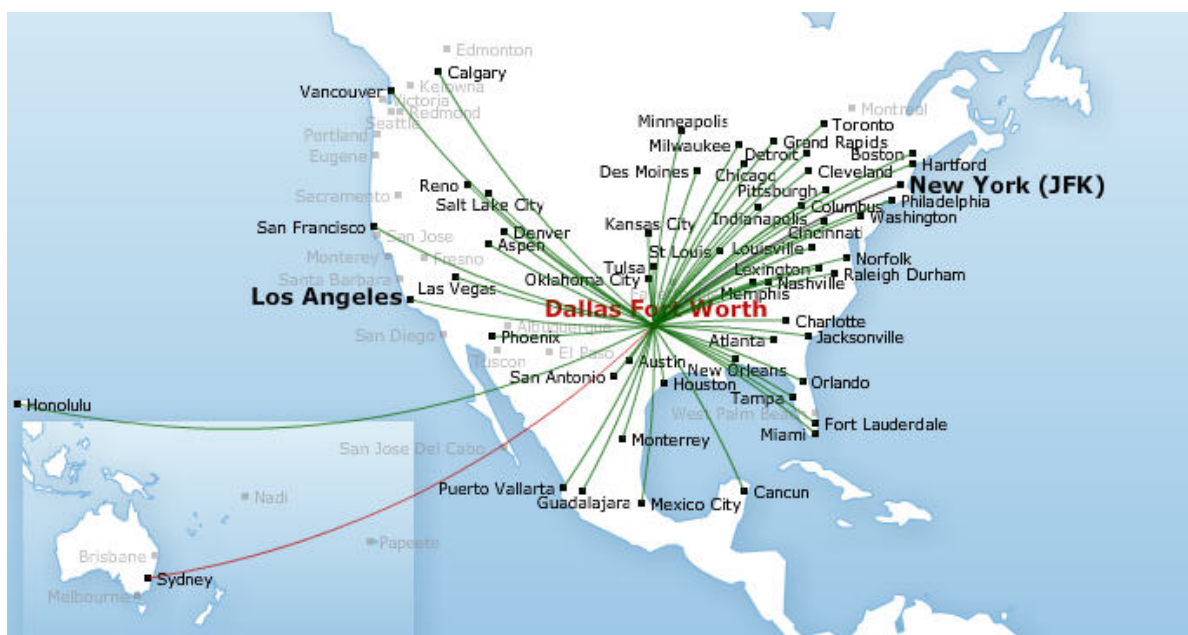 Edmonton
Calgary
Kelowna
Vancouver
Victoria
Redmond
Seattle
Portland
Eugene
Montreal
Minneapolis
Toronto
Milwaukee
Grand Rapids
Detroit
Boston
Hartford
Des Moines
Chicago
Cleveland
New York (JFK)
Reno
Pittsburgh
Sacramento
Salt Lake City
Columbus
Philadelphia
Indianapolis
Washington
San Francisco
Kansas City
Cincinnati
San Jose
Denver
Aspen
St Louis
Louisville
Monterey
Fresno
Norfolk
Tulsa
Lexington
Raleigh Durham
Santa Barbara
Oklahoma City
Nashville
Las Vegas
Memphis
Los Angeles
Dallas Fort Worth
Charlotte
San Diego
Albuquerque
Phoenix
Atlanta
Jacksonville
Tuscon
El Paso
Austin
New Orleans
San Antonio
Houston
Orlando
Tampa
Honolulu
West Palm Beach
Fort Lauderdale
Miami
Monterrey
San Jose Del Cabo
Puerto Vallarta
Cancun
Nadi
Guadalajara
Mexico City
Papeete
Brisbane
Sydney
Melbourne